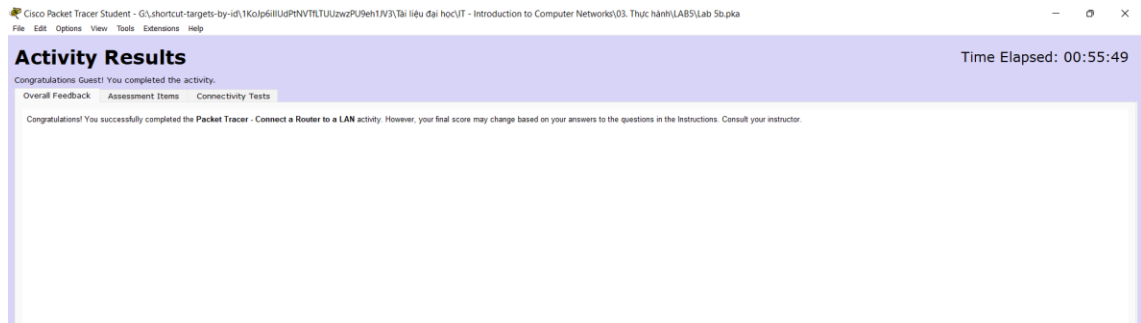 Cisco Packet Tracer Student - G:\.shortcut-targets-by-id\1KoJp6iIIUdPtNVTfLTUUzwzPU9eh1JV3\Tài liệu đại học\IT - Introduction to Computer Networks\03. Thực hành\LAB5\Lab 5b.pka
File Edit Options View Tools Extensions Help
Activity Results
Time Elapsed: 00:55:49
Congratulations Guest! You completed the activity.
Overall Feedback Assessment Items Connectivity Tests
Congratulations! You successfully completed the Packet Tracer - Connect a Router to a LAN activity. However, your final score may change based on your answers to the questions in the Instructions. Consult your instructor.